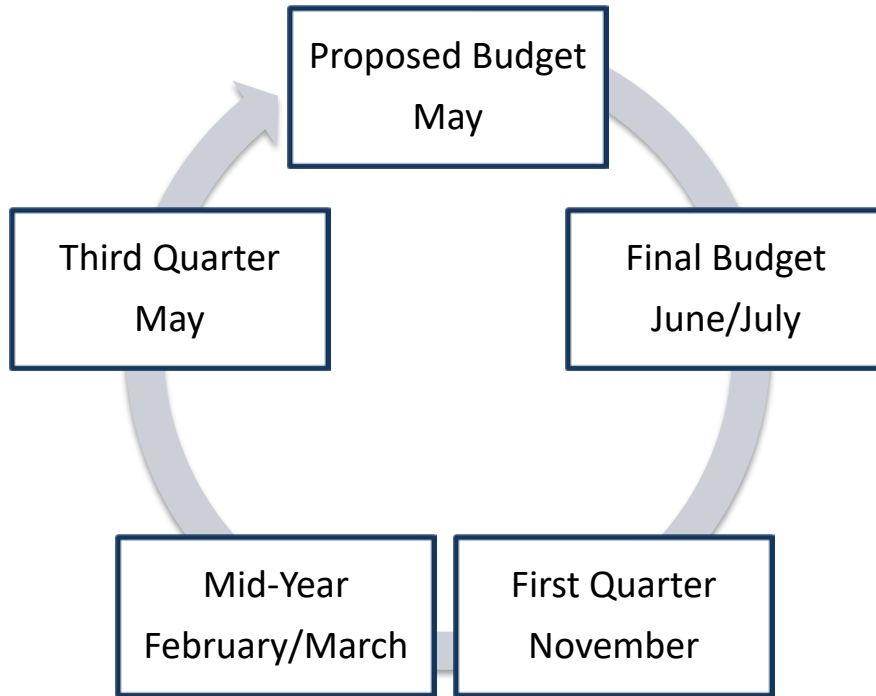 Proposed Budget
May
Final Budget
June/July
First Quarter
November
Mid-Year
February/March
Third Quarter
May